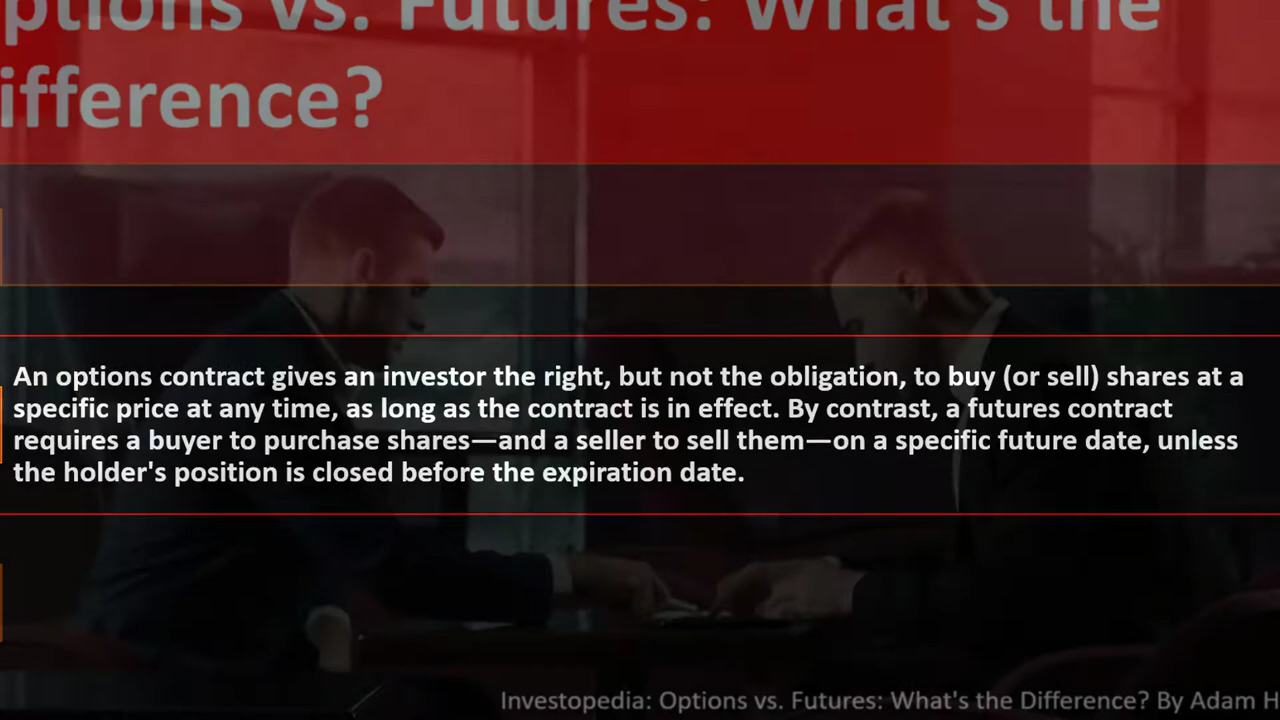 ptions vs. Futures: What's the
ifference?
An options contract gives an investor the right, but not the obligation, to buy (or sell) shares at a
specific price at any time, as long as the contract is in effect. By contrast, a futures contract
requires a buyer to purchase shares—and a seller to sell them—on a specific future date, unless
the holder's position is closed before the expiration date.
Investopedia: Options vs. Futures: What's the Difference? By Adam H